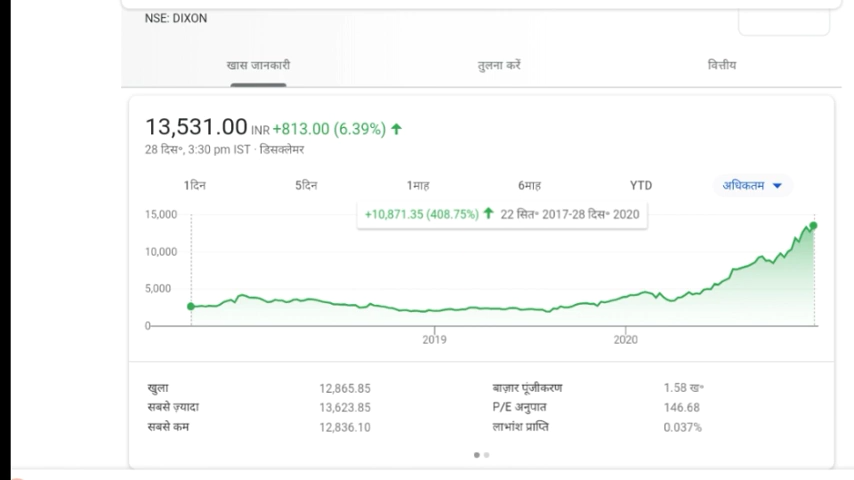 NSE: DIXON
खास जानकारी तुलना करें वित्तीय
13,531.00 INR +813.00 (6.39%)
28 दिस॰, 3:30 pm IST · डिसक्लेमर
1दिन 5दिन 1माह 6माह YTD अधिकतम
+10,871.35 (408.75%) 22 सित॰ 2017-28 दिस॰ 2020
15,000
10,000
5,000
0
2019 2020
खुला 12,865.85 बाज़ार पूंजीकरण 1.58 ख॰
सबसे ज़्यादा 13,623.85 P/E अनुपात 146.68
सबसे कम 12,836.10 लाभांश प्राप्ति 0.037%